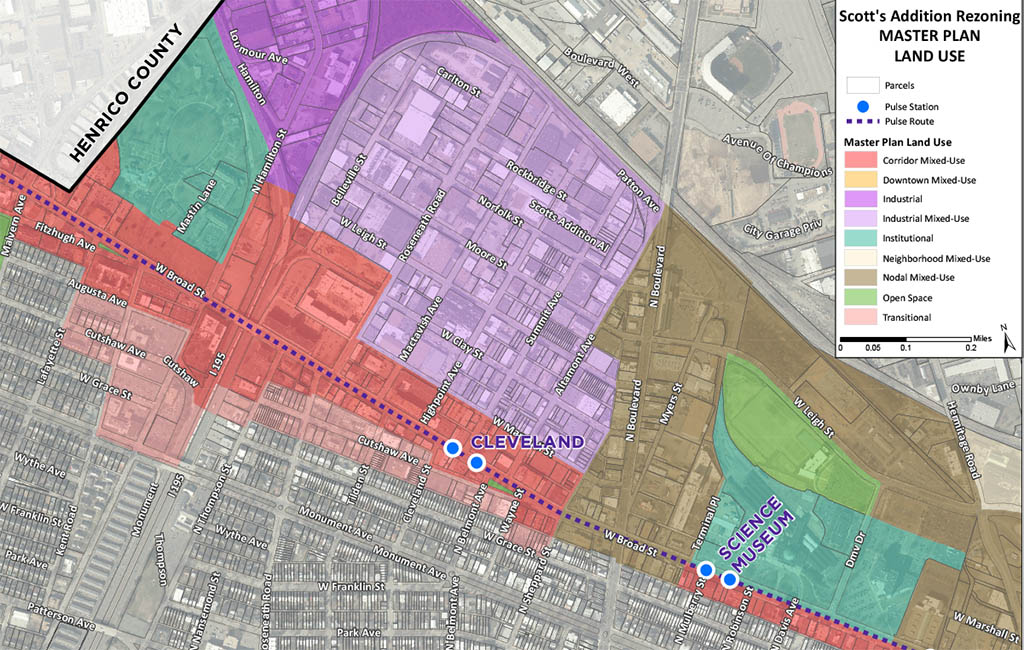 Scott's Addition Rezoning
MASTER PLAN
LAND USE
Parcels
Pulse Station
Pulse Route
Master Plan Land Use
Corridor Mixed-Use
Downtown Mixed-Use
Industrial
Industrial Mixed-Use
Institutional
Neighborhood Mixed-Use
Nodal Mixed-Use
Open Space
Transitional
Miles
0 0.05 0.1 0.2
N
HENRICO COUNTY
Loumour Ave
Hamilton
N Hamilton St
Carlton St
Boulevard West
Avenue Of Champions
City Garage Priv
Belleville St
Rockbridge St
Patton Ave
Norfolk St
Scotts Addition Al
Mastin Lane
Roseneath Road
W Leigh St
Moore St
N Boulevard
Malvern Ave
Fitzhugh Ave
W Broad St
Augusta Ave
Mactavish Ave
Summit Ave
W Clay St
Altamont Ave
Lafayette St
Cutshaw Ave
Cutshaw
I 195
W Grace St
Highpoint Ave
N Boulevard
Myers St
W Leigh St
Ownby Lane
Hermitage Road
CLEVELAND
Cutshaw Ave
Wythe Ave
W Franklin St
Kent Road
Monument
I 195
N Thompson St
Tilden St
Cleveland St
N Belmont Ave
Wayne St
W Grace St
N Sheppard St
Monument Ave
Monument Ave
Wythe Ave
Park Ave
Thompson
W Franklin St
Patterson Ave
N Nansemond St
Roseneath Road
Park Ave
N Belmont Ave
W Broad St
Terminal Pl
SCIENCE
MUSEUM
Dmv Dr
N Mulberry St
N Robinson St
N Davis Ave
W Marshall St